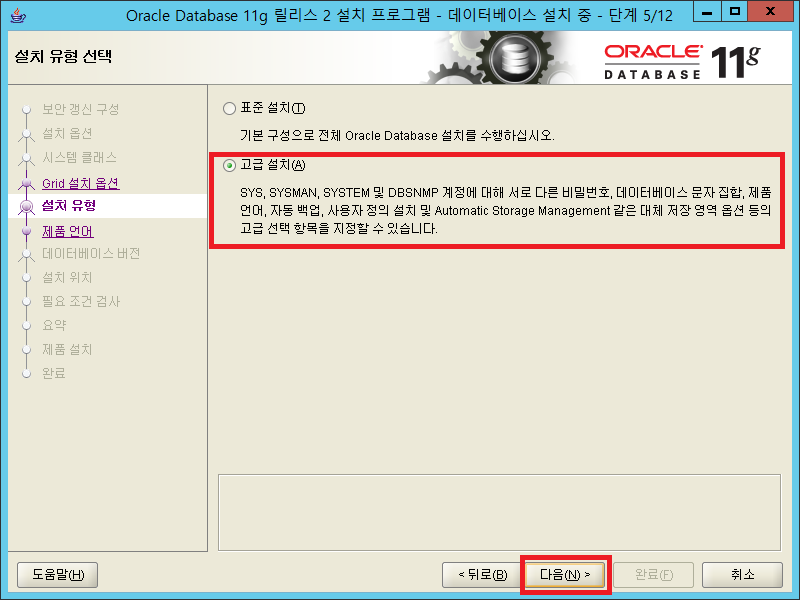 Oracle Database 11g 릴리스 2 설치 프로그램 - 데이터베이스 설치 중 - 단계 5/12
설치 유형 선택
ORACLE
DATABASE
11g
보안 갱신 구성
설치 옵션
시스템 클래스
Grid 설치 옵션
설치 유형
제품 언어
데이터베이스 버전
설치 위치
필요 조건 검사
요약
제품 설치
완료
표준 설치(T)
기본 구성으로 전체 Oracle Database 설치를 수행하십시오.
고급 설치(A)
SYS, SYSMAN, SYSTEM 및 DBSNMP 계정에 대해 서로 다른 비밀번호, 데이터베이스 문자 집합, 제품
언어, 자동 백업, 사용자 정의 설치 및 Automatic Storage Management 같은 대체 저장 영역 옵션 등의
고급 선택 항목을 지정할 수 있습니다.
도움말(H)
< 뒤로(B)
다음(N) >
완료(F)
취소